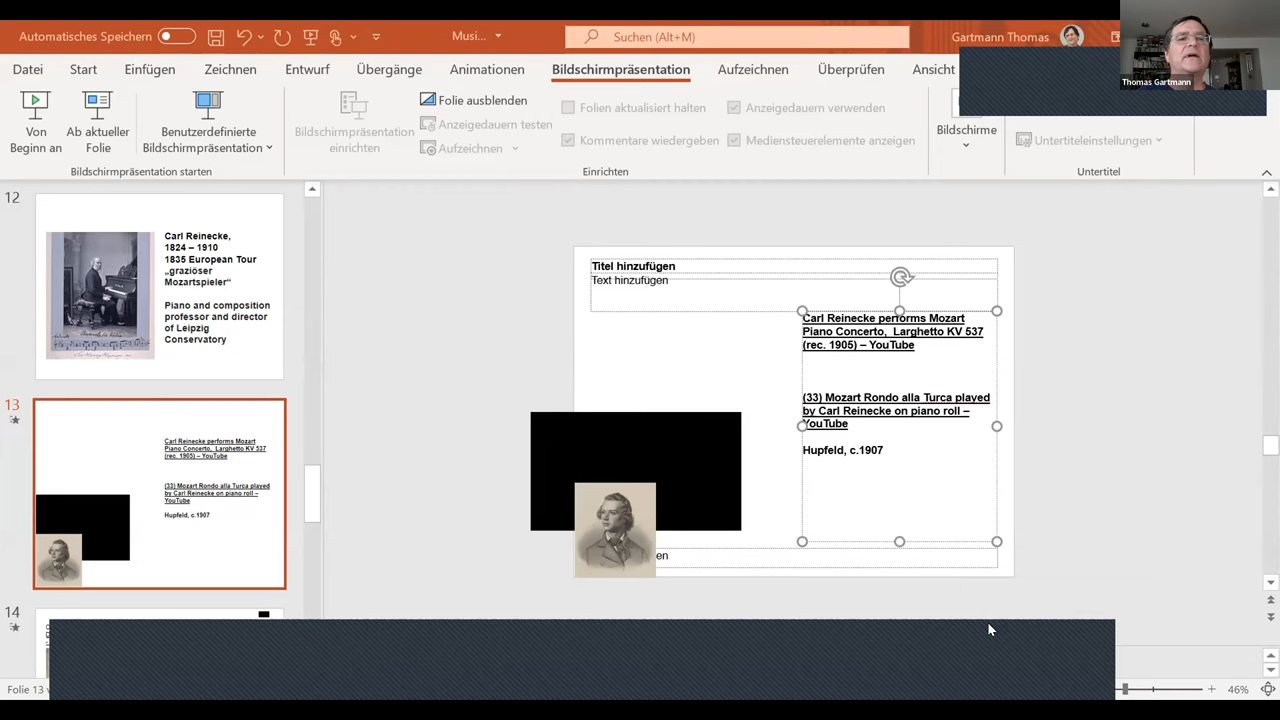 Automatisches Speichern
Musi...
Suchen (Alt+M)
Gartmann Thomas
Thomas Gartmann
Datei
Start
Einfügen
Zeichnen
Entwurf
Übergänge
Animationen
Bildschirmpräsentation
Aufzeichnen
Überprüfen
Ansicht
Von
Beginn an
Ab aktueller
Folie
Benutzerdefinierte
Bildschirmpräsentation
Bildschirmpräsentation starten
Bildschirmpräsentation
einrichten
Folie ausblenden
Anzeigedauern testen
Aufzeichnen
Folien aktualisiert halten
Kommentare wiedergeben
Anzeigedauern verwenden
Mediensteuerelemente anzeigen
Einrichten
Bildschirme
Untertiteleinstellungen
Untertitel
12
Carl Reinecke,
1824 – 1910
1835 European Tour
„graziöser
Mozartspieler“
Piano and composition
professor and director
of Leipzig
Conservatory
13
Carl Reinecke performs Mozart
Piano Concerto, Larghetto KV 537
(rec. 1905) – YouTube
(33) Mozart Rondo alla Turca played
by Carl Reinecke on piano roll –
YouTube
Hupfeld, c.1907
14
Titel hinzufügen
Text hinzufügen
Carl Reinecke performs Mozart
Piano Concerto, Larghetto KV 537
(rec. 1905) – YouTube
(33) Mozart Rondo alla Turca played
by Carl Reinecke on piano roll –
YouTube
Hupfeld, c.1907
en
Folie 13
46%